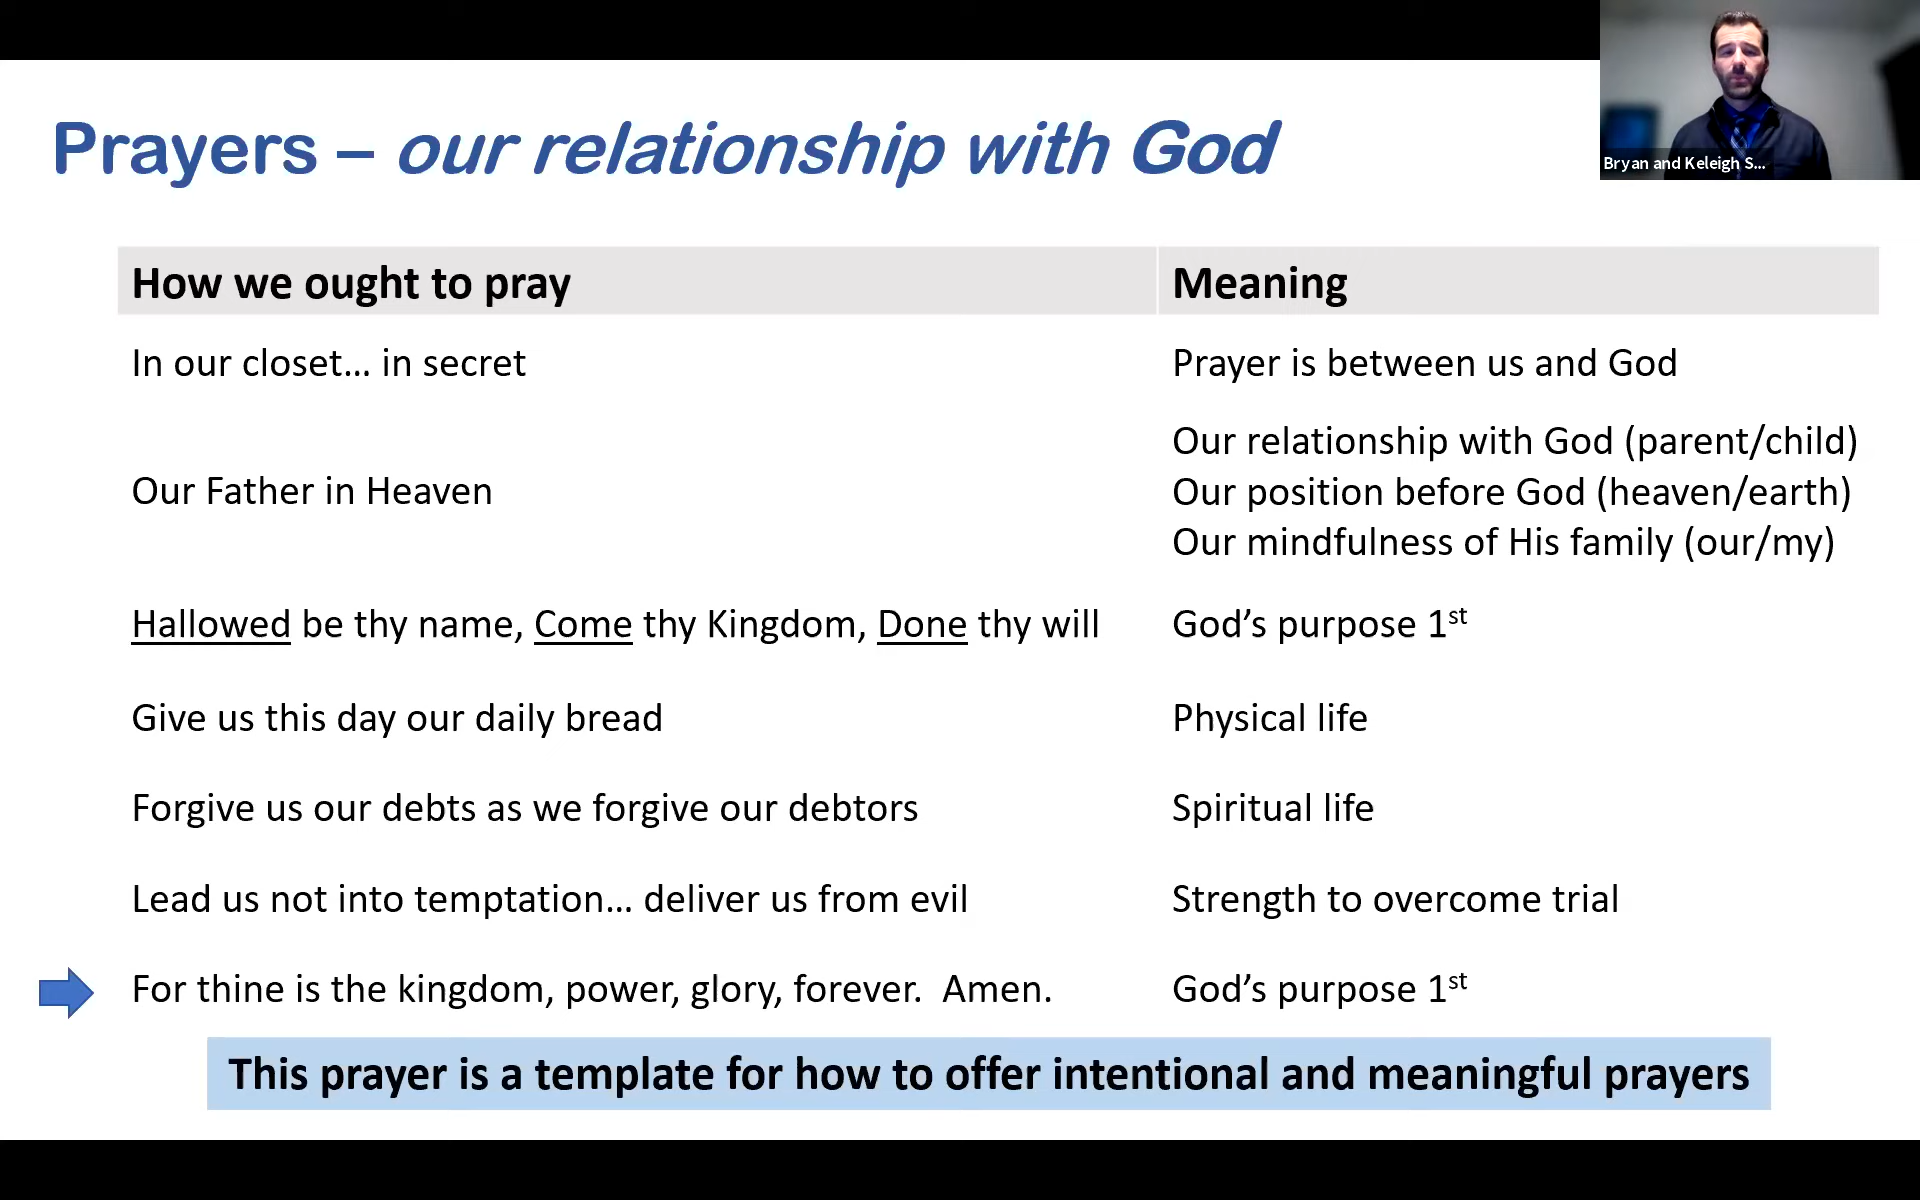 Bryan and Keleigh S...
Prayers – our relationship with God
How we ought to pray
Meaning
In our closet… in secret
Prayer is between us and God
Our Father in Heaven
Our relationship with God (parent/child)
Our position before God (heaven/earth)
Our mindfulness of His family (our/my)
Hallowed be thy name, Come thy Kingdom, Done thy will
God’s purpose 1st
Give us this day our daily bread
Physical life
Forgive us our debts as we forgive our debtors
Spiritual life
Lead us not into temptation… deliver us from evil
Strength to overcome trial
For thine is the kingdom, power, glory, forever.  Amen.
God’s purpose 1st
This prayer is a template for how to offer intentional and meaningful prayers